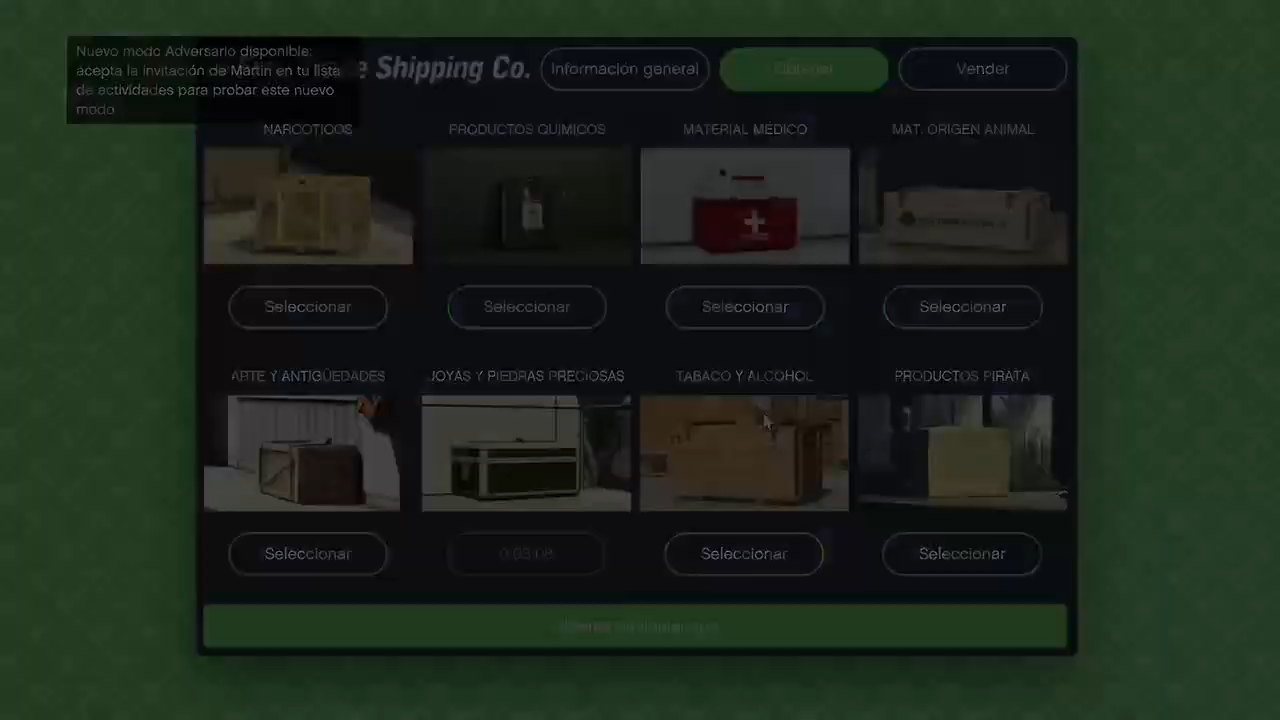 Nuevo modo Adversario disponible:
acepta la invitación de Martin en tu lista
de actividades para probar este nuevo
modo
Shipping Co.
Información general
Obtener
Vender
NARCÓTICOS
PRODUCTOS QUÍMICOS
MATERIAL MÉDICO
MAT. ORIGEN ANIMAL
Seleccionar
Seleccionar
Seleccionar
Seleccionar
ARTE Y ANTIGÜEDADES
JOYAS Y PIEDRAS PRECIOSAS
TABACO Y ALCOHOL
PRODUCTOS PIRATA
Seleccionar
Seleccionar
Seleccionar